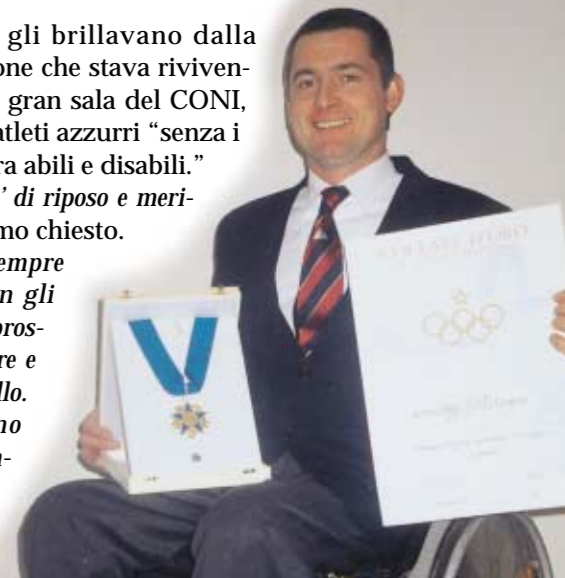 gli brillavano dalla
one che stava riviven-
gran sala del CONI,
atleti azzurri “senza i
ra abili e disabili.”
’ di riposo e meri-
mo chiesto.
empre
n gli
pros-
re e
llo.
no
n-